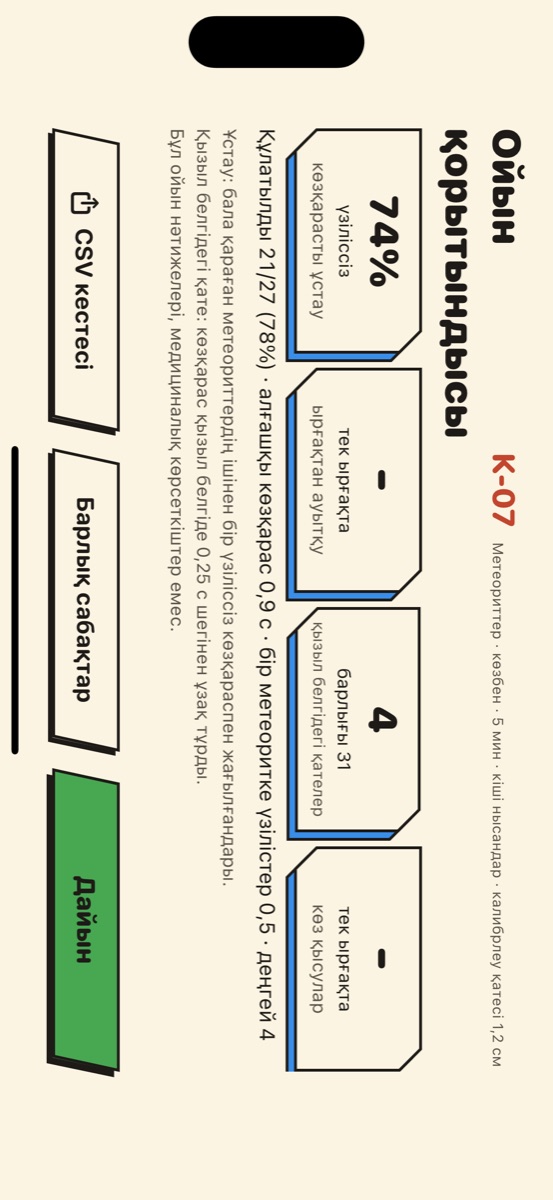 Ойын
қорытындысы
К-07 Метеориттер · көзбен · 5 мин · кіші нысандар · калибрлеу қатесі 1,2 см
74%
үзіліссіз
көзқарасты ұстау
–
тек ырғақта
ырғақтан ауытқу
4
барлығы 31
қызыл белгідегі қателер
–
тек ырғақта
көз қысулар
Құлатылды 21/27 (78%) · алғашқы көзқарас 0,9 с · бір метеоритке үзілістер 0,5 · деңгей 4
Ұстау: бала қараған метеориттердің ішінен бір үзіліссіз көзқараспен жағылғандары.
Қызыл белгідегі қате: көзқарас қызыл белгіде 0,25 с шегінен ұзақ тұрды.
Бұл ойын нәтижелері, медициналық көрсеткіштер емес.
CSV кестесі
Барлық сабақтар
Дайын